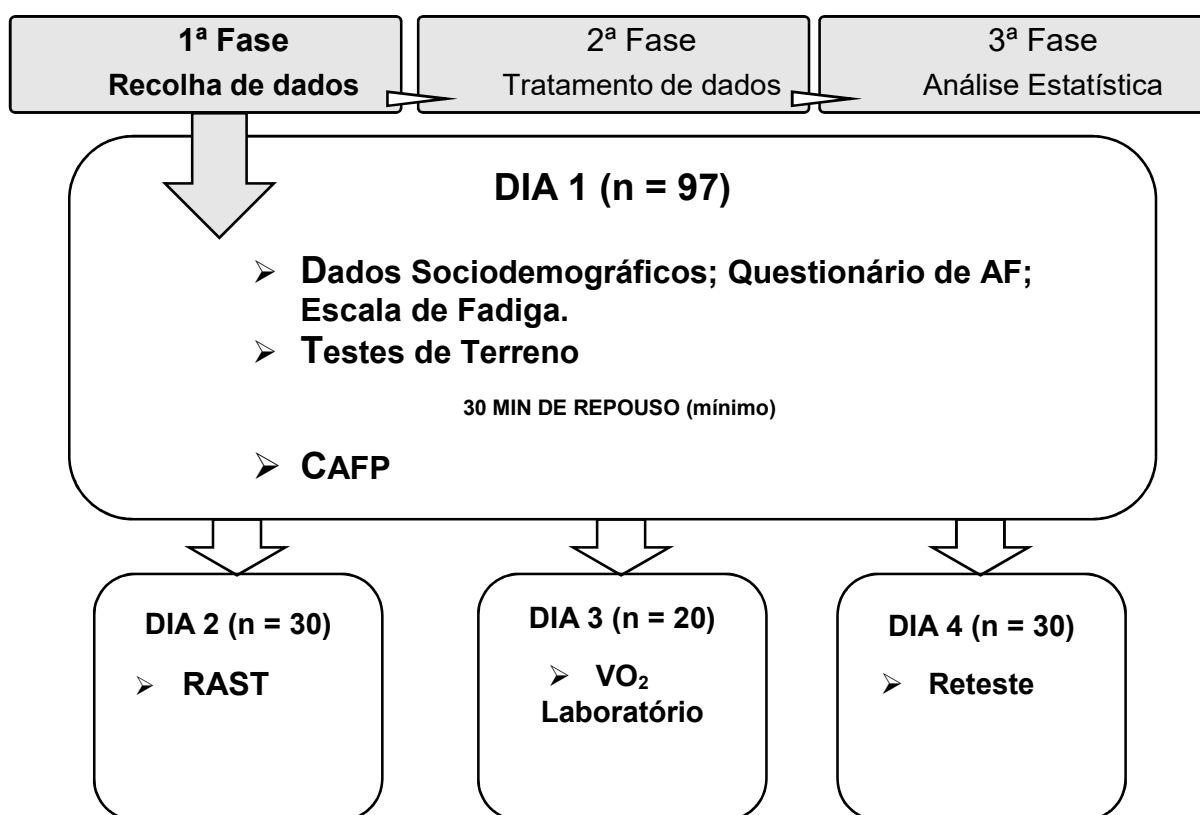 1ª Fase
Recolha de dados
2ª Fase
Tratamento de dados
3ª Fase
Análise Estatística
DIA 1 (n = 97)
➢ Dados Sociodemográficos; Questionário de AF;
Escala de Fadiga.
➢ Testes de Terreno
30 MIN DE REPOUSO (mínimo)
➢ CAFP
DIA 2 (n = 30)
➢ RAST
DIA 3 (n = 20)
➢ VO₂
Laboratório
DIA 4 (n = 30)
➢ Reteste